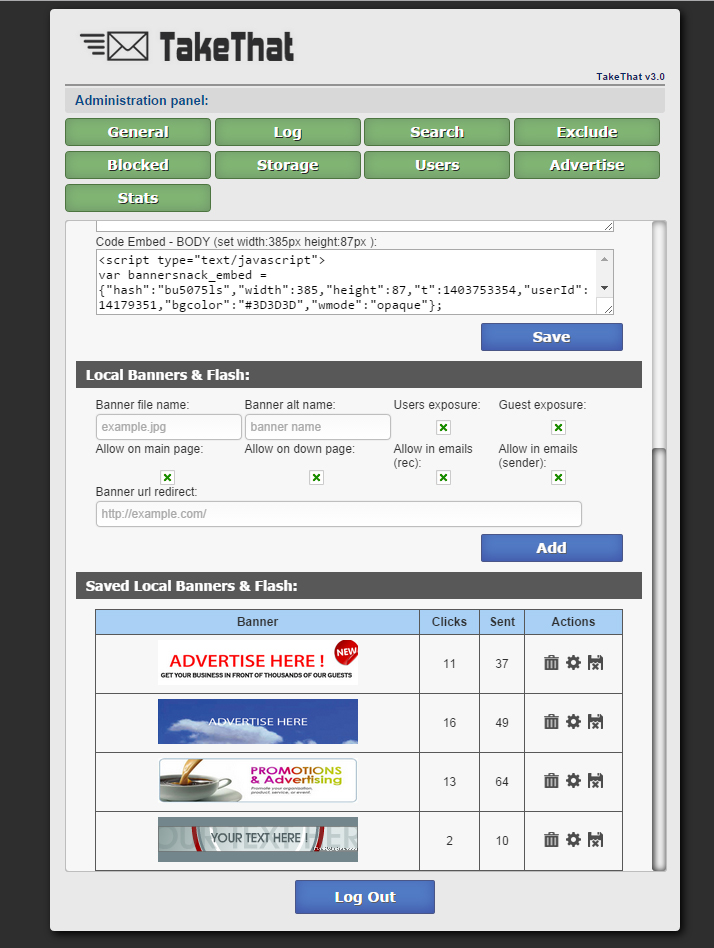 TakeThat
TakeThat v3.0
Administration panel:
General Log Search Exclude
Blocked Storage Users Advertise
Stats
Code Embed - BODY (set width:385px height:87px ):
<script type="text/javascript">
var bannersnack_embed =
{"hash":"bu5075ls","width":385,"height":87,"t":1403753354,"userId":
14179351,"bgcolor":"#3D3D3D","wmode":"opaque"};
Save
Local Banners & Flash:
Banner file name: Banner alt name: Users exposure: Guest exposure:
example.jpg banner name
Allow on main page: Allow on down page: Allow in emails (rec): Allow in emails (sender):
Banner url redirect:
http://example.com/
Add
Saved Local Banners & Flash:
Banner Clicks Sent Actions
ADVERTISE HERE ! NEW
GET YOUR BUSINESS IN FRONT OF THOUSANDS OF OUR GUESTS
11 37
ADVERTISE HERE 16 49
PROMOTIONS
& Advertising
Promote your organisation,
product, service, or event.
13 64
YOUR TEXT HERE ! 2 10
Log Out